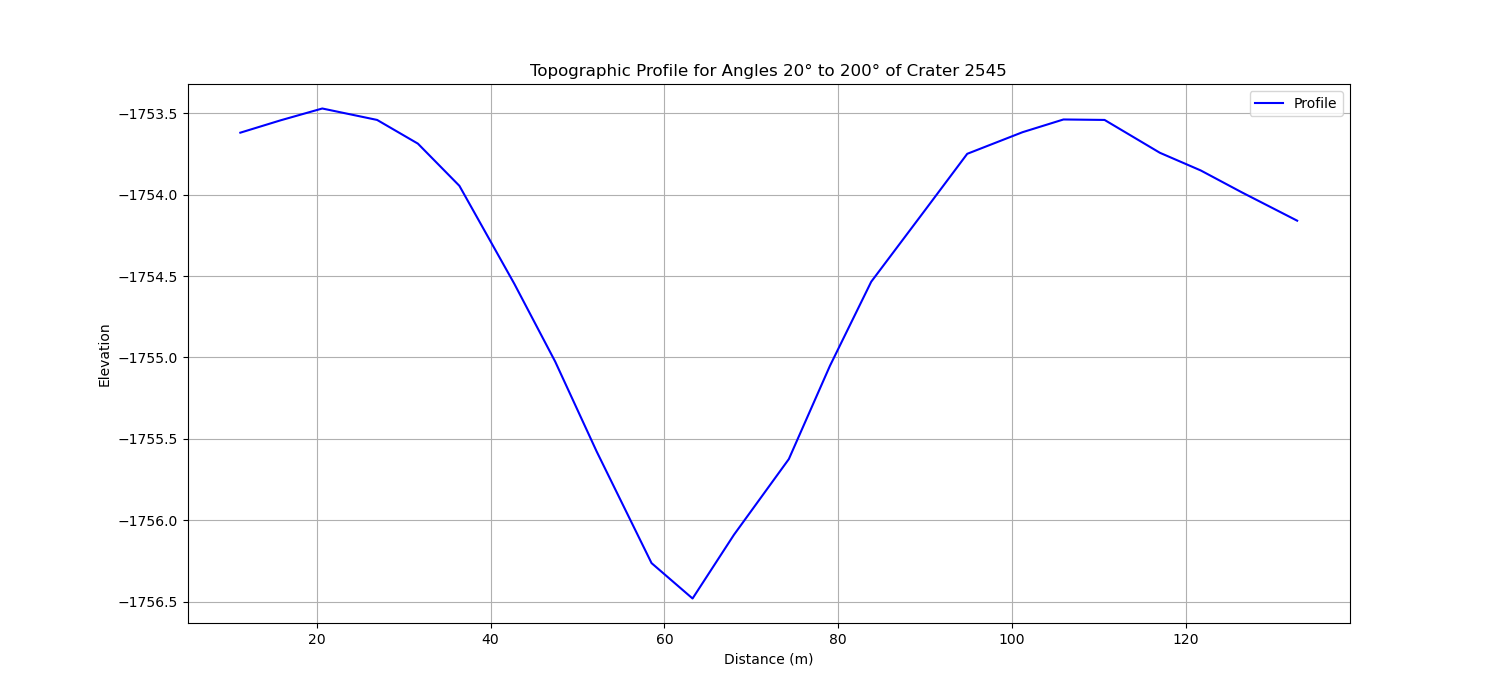 Topographic Profile for Angles 20° to 200° of Crater 2545
Profile
−1753.5
−1754.0
−1754.5
−1755.0
−1755.5
−1756.0
−1756.5
Elevation
20 40 60 80 100 120
Distance (m)